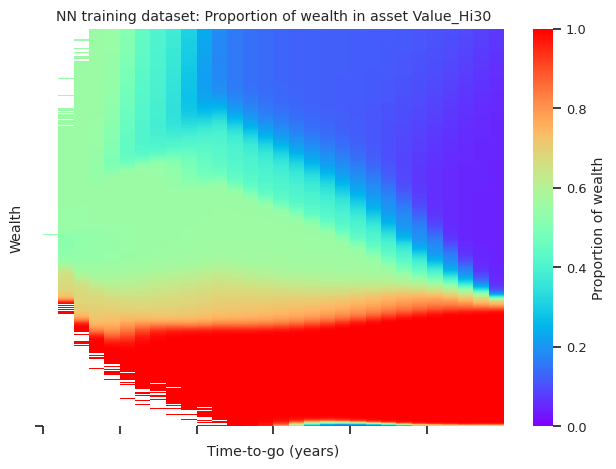 NN training dataset: Proportion of wealth in asset Value_Hi30
Wealth
Time-to-go (years)
1.0
0.8
0.6
0.4
0.2
0.0
Proportion of wealth